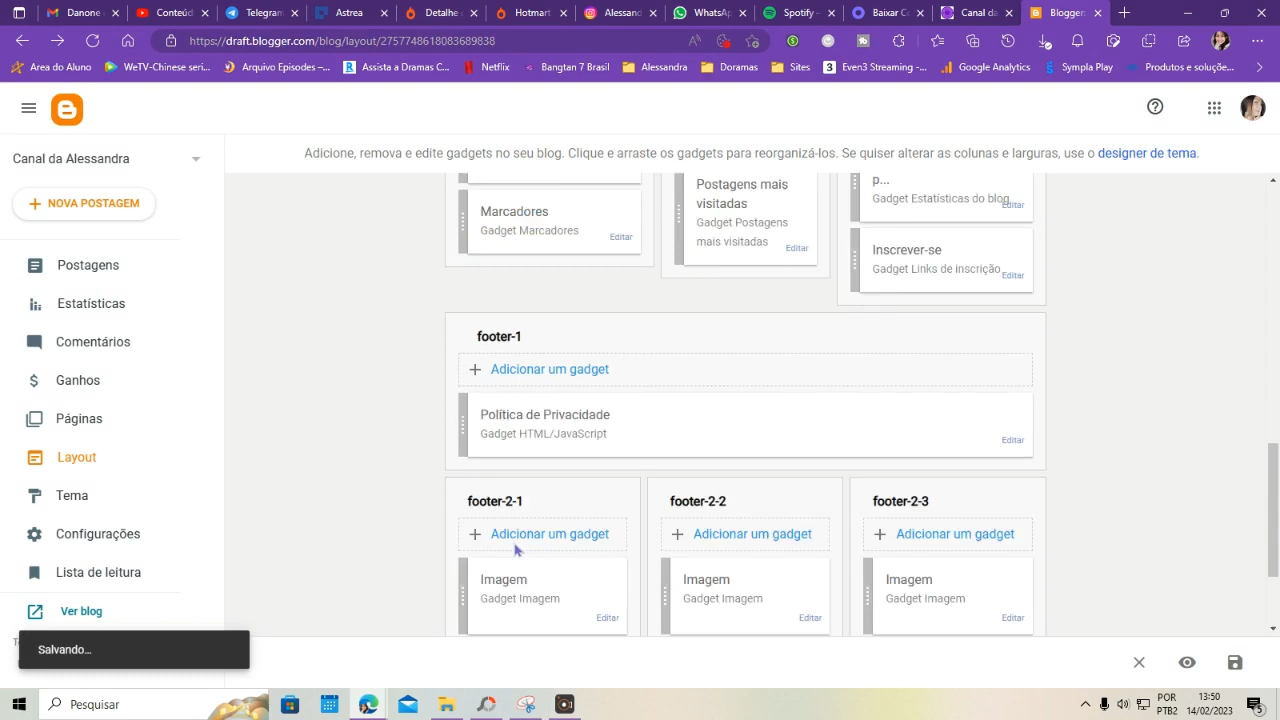 Amazon
Conteúd
Telegram
Astrea
Detalhe
Hotmart
Alessand
WhatsAp
Spotify –
Baixar C
Canal da
Blogger
https://draft.blogger.com/blog/layout/2757748618083689838
Area do Aluno
WeTV-Chinese seri...
Arquivo Episodios –...
Assista a Dramas C...
Netflix
Bangtan 7 Brasil
Alessandra
Doramas
Sites
Even3 Streaming -...
Google Analytics
Sympla Play
Produtos e soluçõe...
Canal da Alessandra
Adicione, remova e edite gadgets no seu blog. Clique e arraste os gadgets para reorganizá-los. Se quiser alterar as colunas e larguras, use o designer de tema.
NOVA POSTAGEM
Postagens
Estatísticas
Comentários
Ganhos
Páginas
Layout
Tema
Configurações
Lista de leitura
Ver blog
Salvando...
Marcadores
Gadget Marcadores
Editar
Postagens mais
visitadas
Gadget Postagens
mais visitadas
Editar
p...
Gadget Estatísticas do blog
Editar
Inscrever-se
Gadget Links de inscrição
Editar
footer-1
Adicionar um gadget
Política de Privacidade
Gadget HTML/JavaScript
Editar
footer-2-1
Adicionar um gadget
Imagem
Gadget Imagem
Editar
footer-2-2
Adicionar um gadget
Imagem
Gadget Imagem
Editar
footer-2-3
Adicionar um gadget
Imagem
Gadget Imagem
Editar
Pesquisar
POR
PTB2
13:50
14/02/2023
5